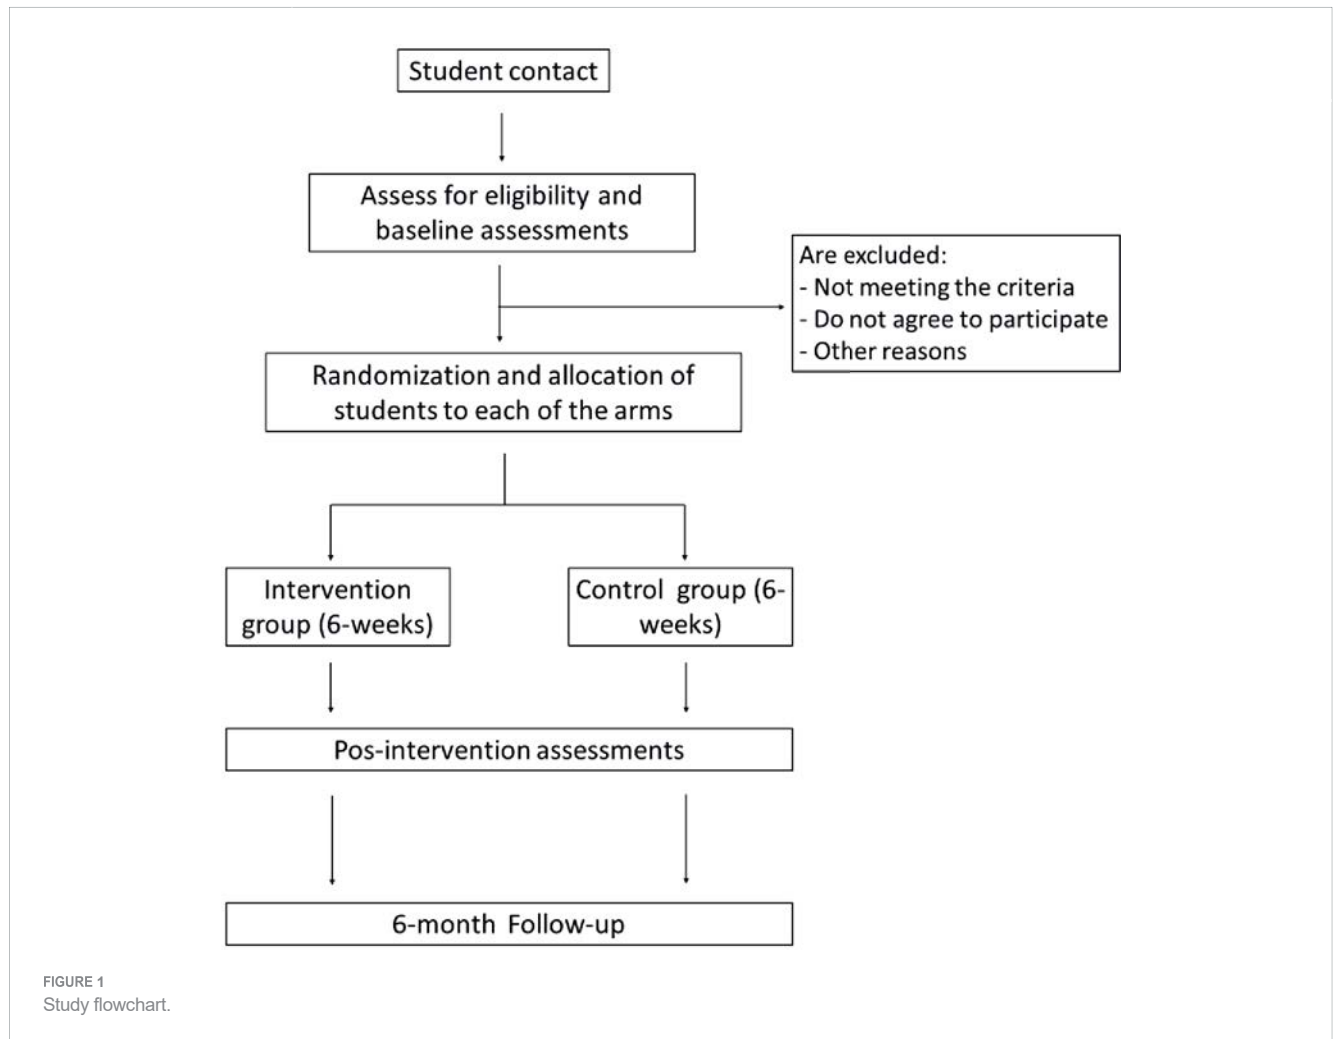 Student contact
Assess for eligibility and
baseline assessments
Are excluded:
- Not meeting the criteria
- Do not agree to participate
- Other reasons
Randomization and allocation of
students to each of the arms
Intervention
group (6-weeks)
Control group (6-
weeks)
Pos-intervention assessments
6-month Follow-up
FIGURE 1
Study flowchart.